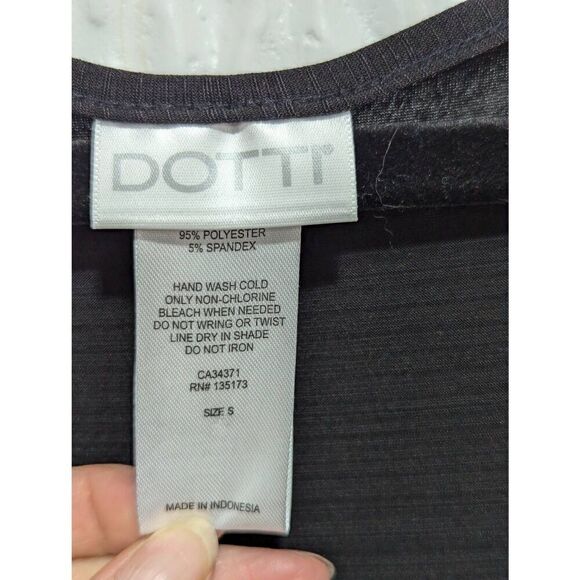 DOTTI®
95% POLYESTER
5% SPANDEX
HAND WASH COLD
ONLY NON-CHLORINE
BLEACH WHEN NEEDED
DO NOT WRING OR TWIST
LINE DRY IN SHADE
DO NOT IRON
CA34371
RN# 135173
SIZE S
MADE IN INDONESIA